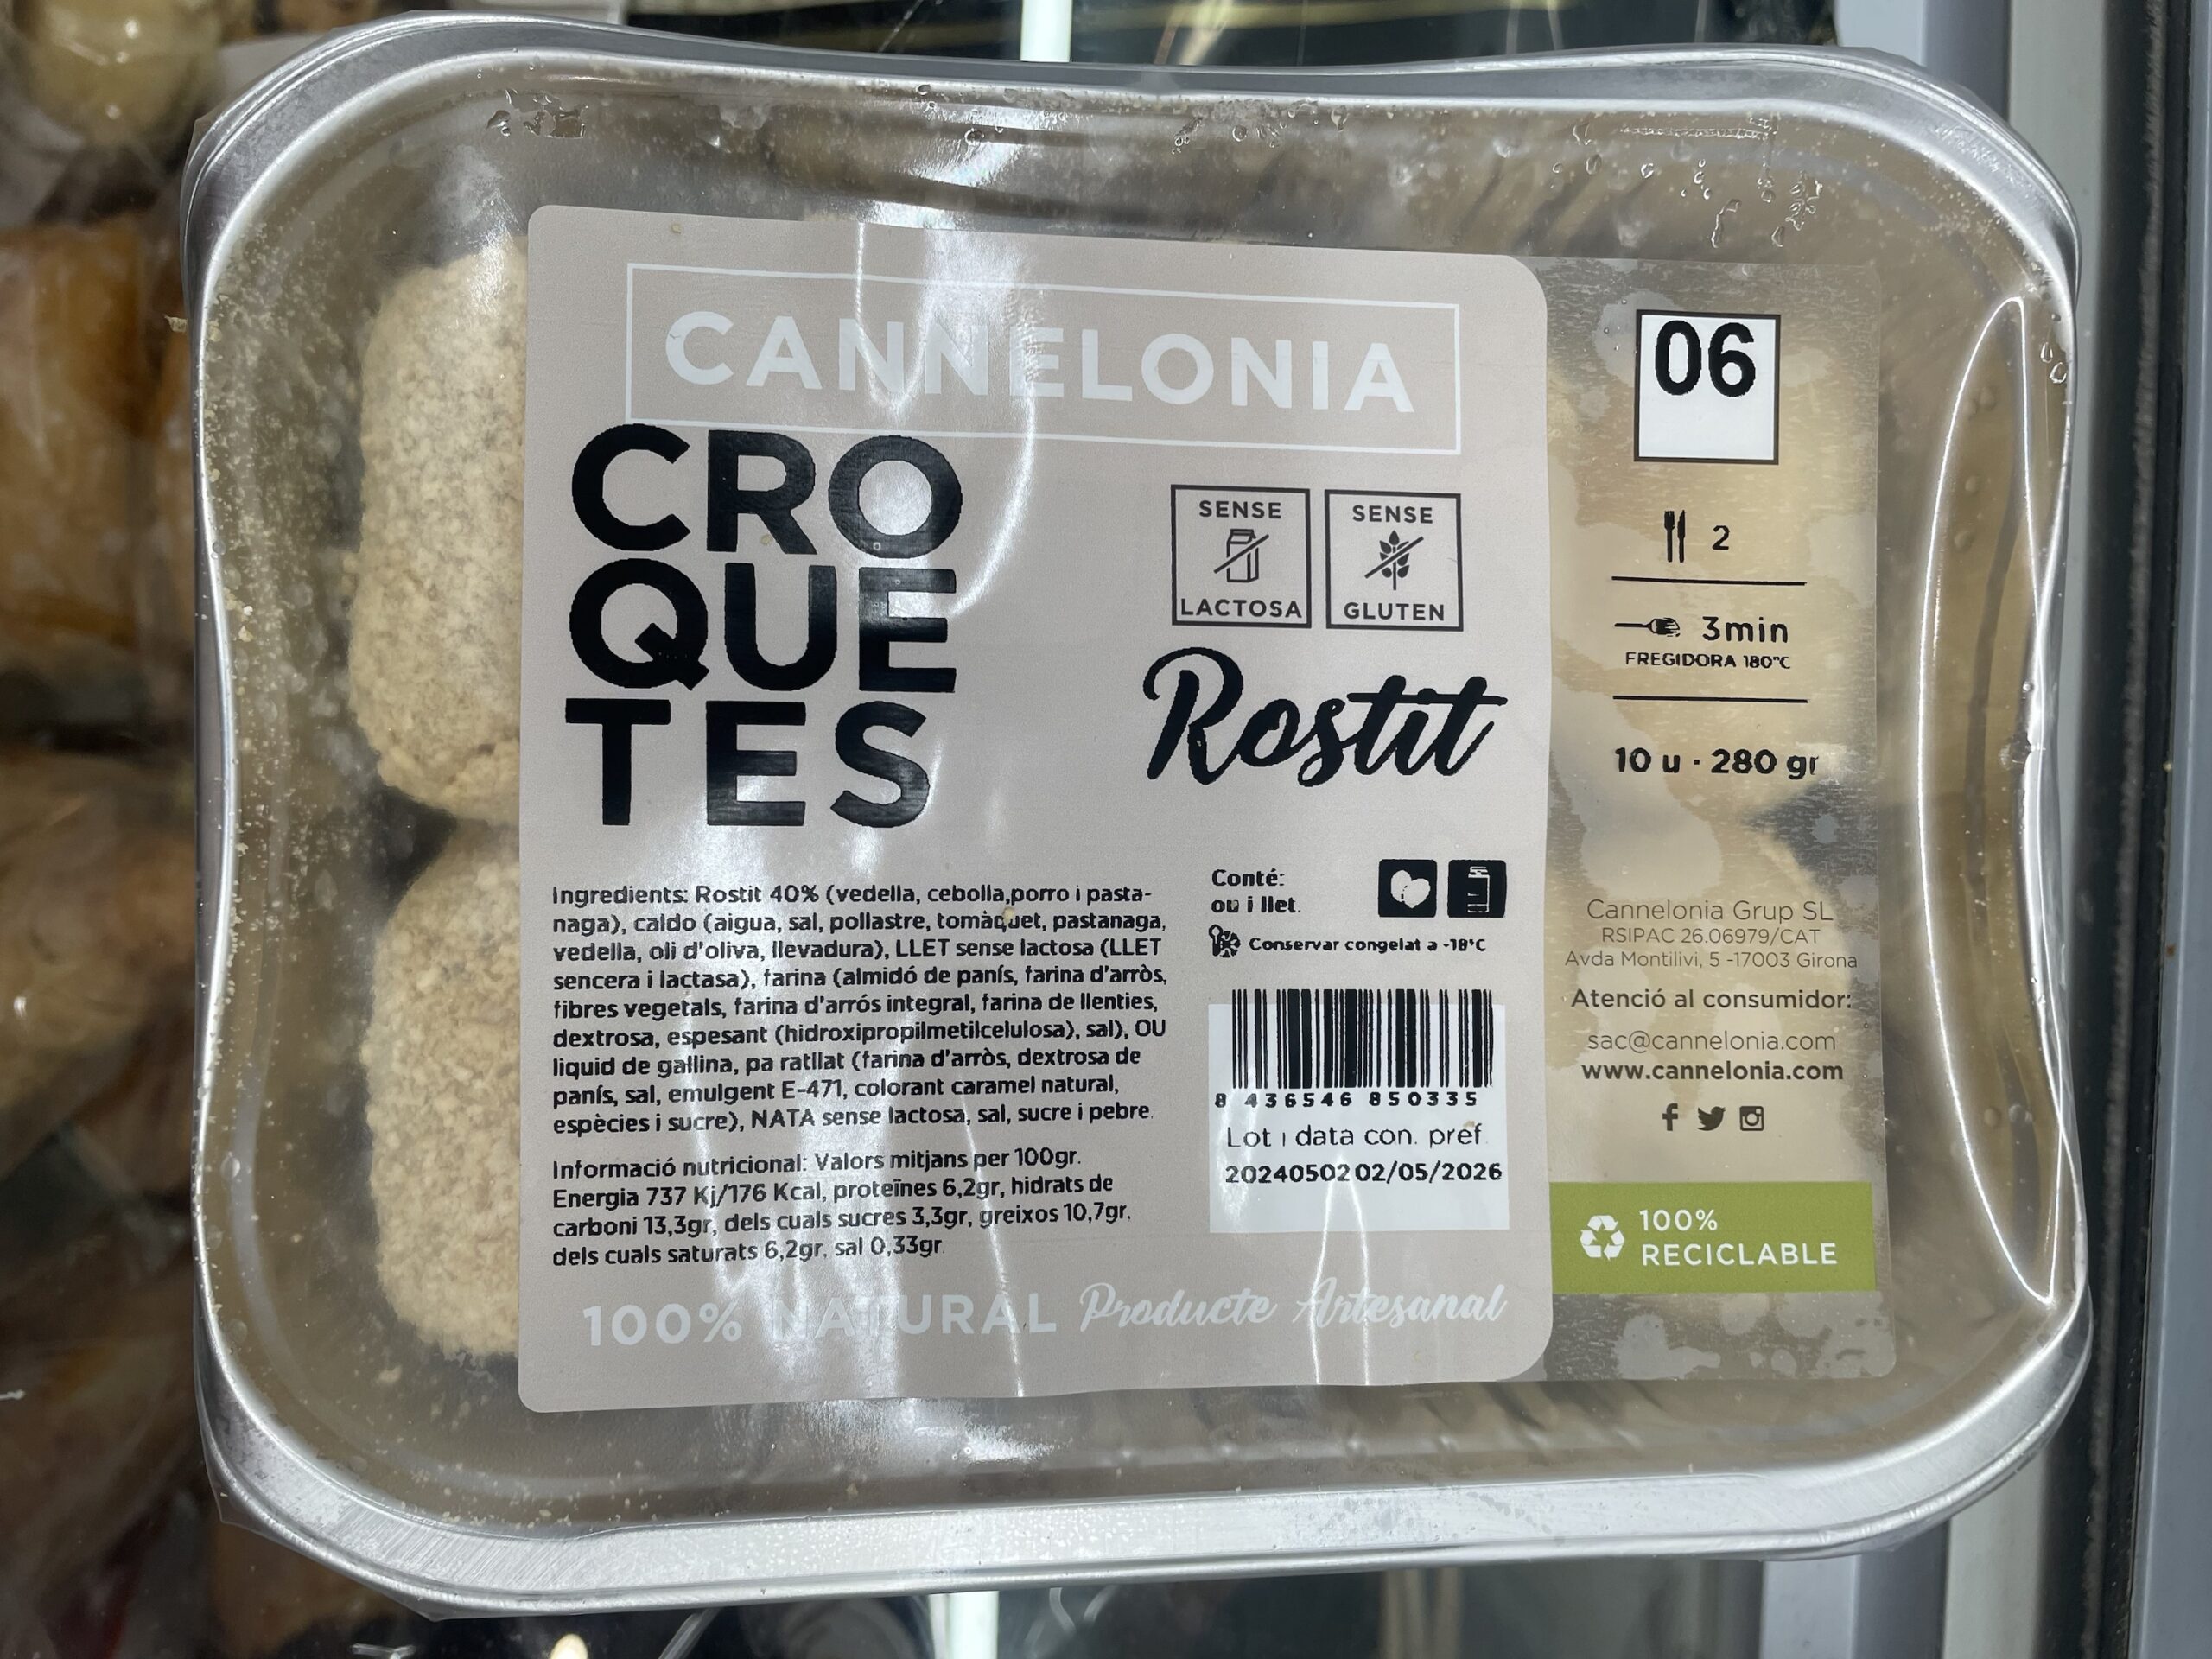 CANNELONIA
CRO
QUE
TES
SENSE
LACTOSA
SENSE
GLUTEN
Rostit
Ingredients: Rostit 40% (vedella, cebolla,porro i pasta-
naga), caldo (aigua, sal, pollastre, tomàquet, pastanaga,
vedella, oli d'oliva, llevadura), LLET sense lactosa (LLET
sencera i lactasa), farina (almidó de panís, farina d'arròs,
fibres vegetals, farina d'arrós integral, farina de llenties,
dextrosa, espesant (hidroxipropilmetilcelulosa), sal), OU
liquid de gallina, pa ratllat (farina d'arròs, dextrosa de
panís, sal, emulgent E-471, colorant caramel natural,
espècies i sucre), NATA sense lactosa, sal, sucre i pebre.
Informació nutricional: Valors mitjans per 100gr.
Energia 737 Kj/176 Kcal, proteïnes 6,2gr, hidrats de
carboni 13,3gr, dels cuals sucres 3,3gr, greixos 10,7gr,
dels cuals saturats 6,2gr, sal 0,33gr.
Conté:
ou i llet.
Conservar congelat a -18°C
8 436546 850335
Lot i data con. pref.
20240502 02/05/2026
100% NATURAL Producte Artesanal
06
2
3min
FREGIDORA 180°C
10 u · 280 gr
Cannelonia Grup SL
RSIPAC 26.06979/CAT
Avda Montilivi, 5 -17003 Girona
Atenció al consumidor:
sac@cannelonia.com
www.cannelonia.com
100%
RECICLABLE